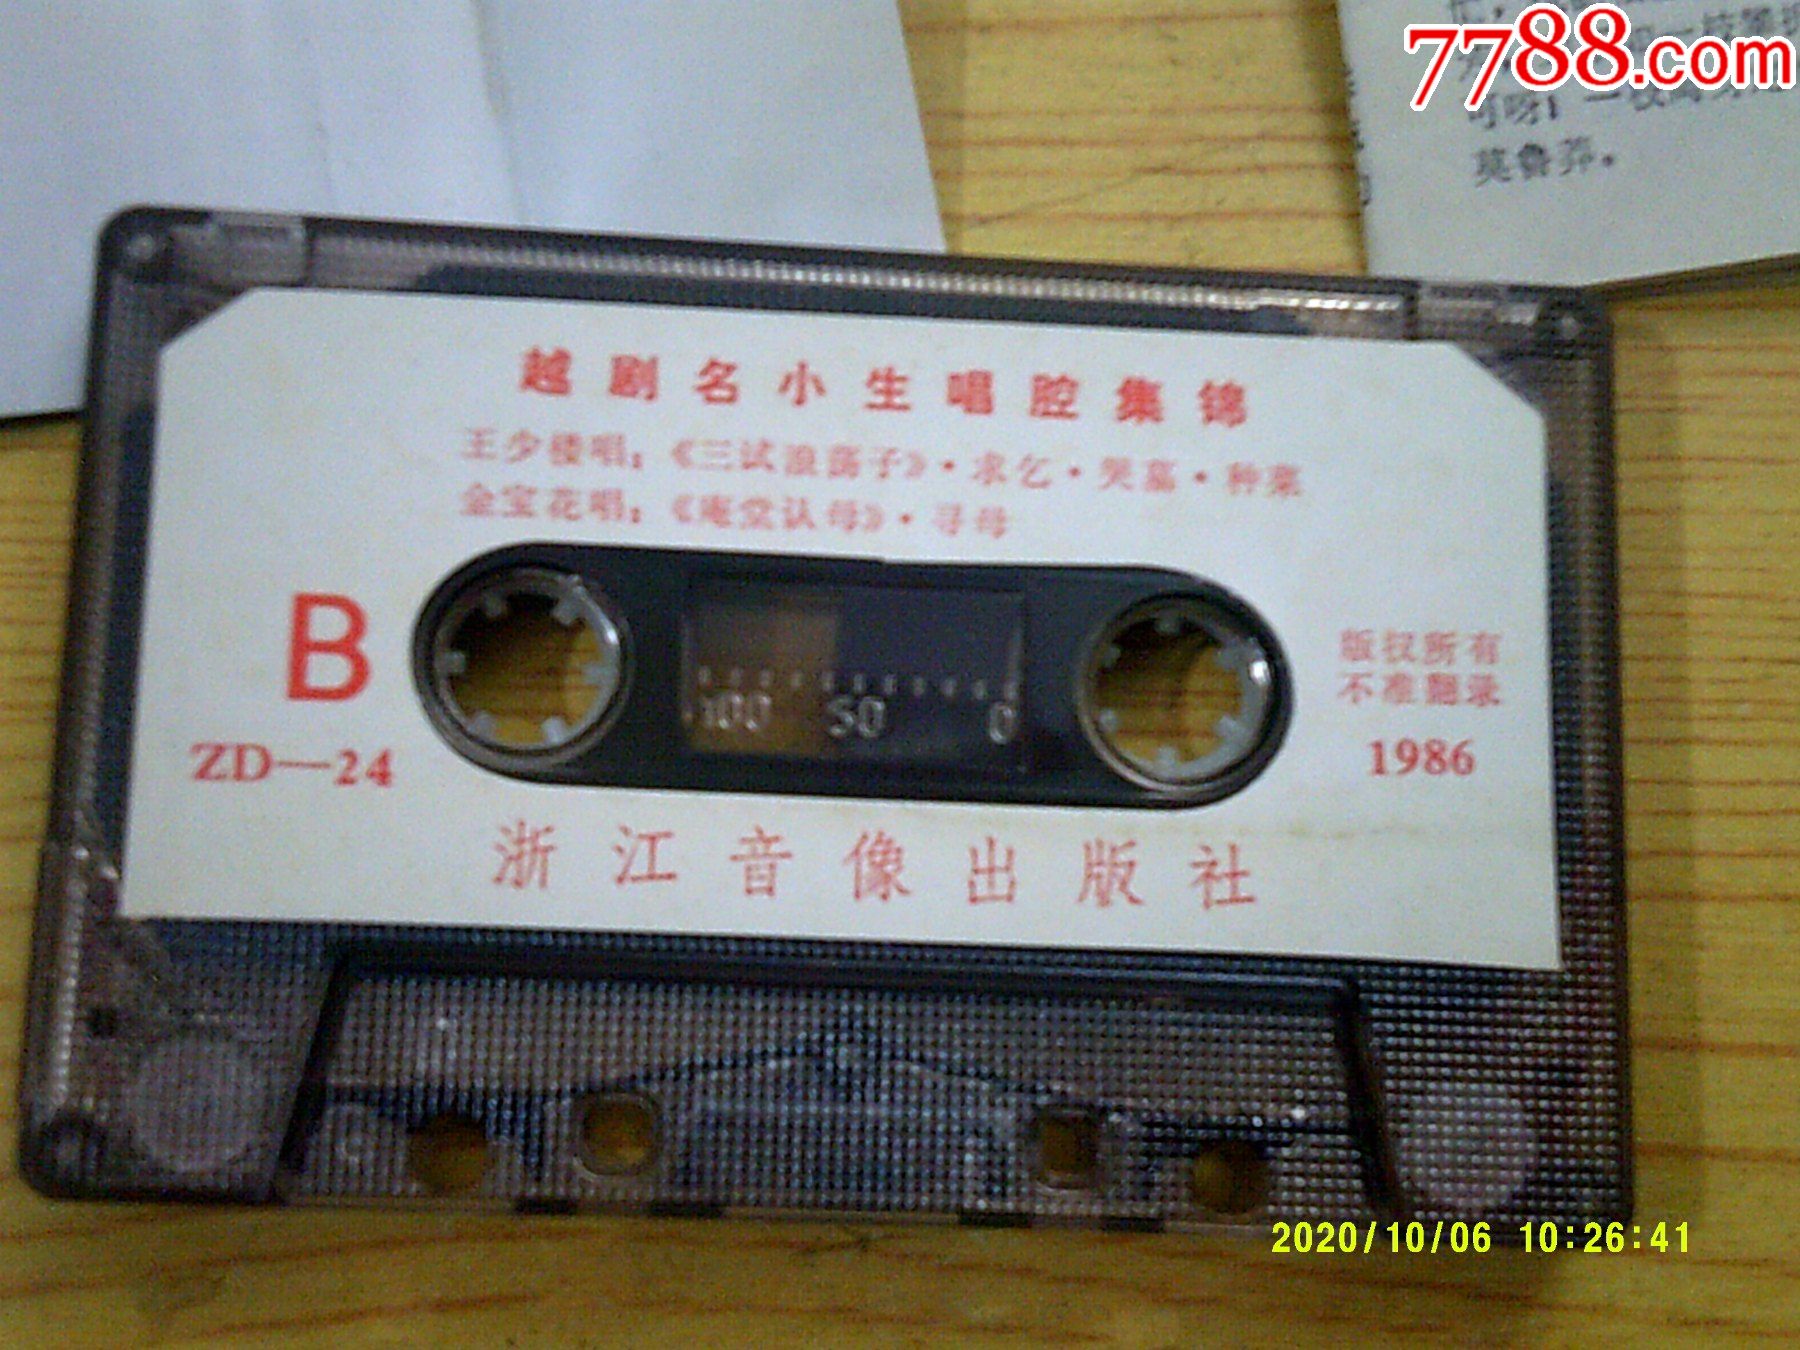 7788.com
莫鲁莽。
越剧名小生唱腔集锦
王少楼唱：《三试浪荡子》·求乞·哭墓·种菜
金宝花唱：《庵堂认母》·寻母
B
ZD—24
100 50 0
版权所有
不准翻录
1986
浙江音像出版社
2020/10/06 10:26:41